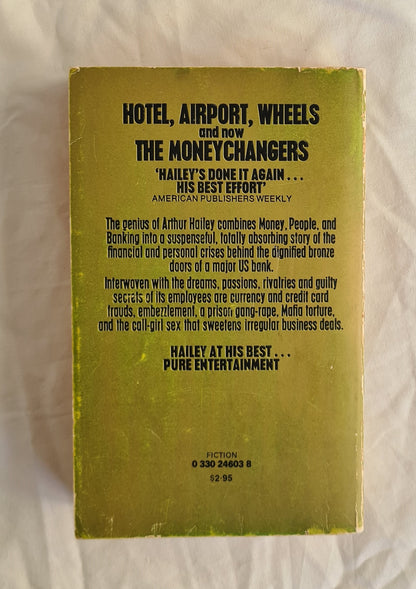 HOTEL, AIRPORT, WHEELS
and now
THE MONEYCHANGERS
'HAILEY'S DONE IT AGAIN...
HIS BEST EFFORT'
AMERICAN PUBLISHERS WEEKLY
The genius of Arthur Hailey combines Money, People, and
Banking into a suspenseful, totally absorbing story of the
financial and personal crises behind the dignified bronze
doors of a major US bank.
Interwoven with the dreams, passions, rivalries and guilty
secrets of its employees are currency and credit card
frauds, embezzlement, a prison gang-rape, Mafia torture,
and the call-girl sex that sweetens irregular business deals.
HAILEY AT HIS BEST...
PURE ENTERTAINMENT
FICTION
0 330 24603 8
$2·95